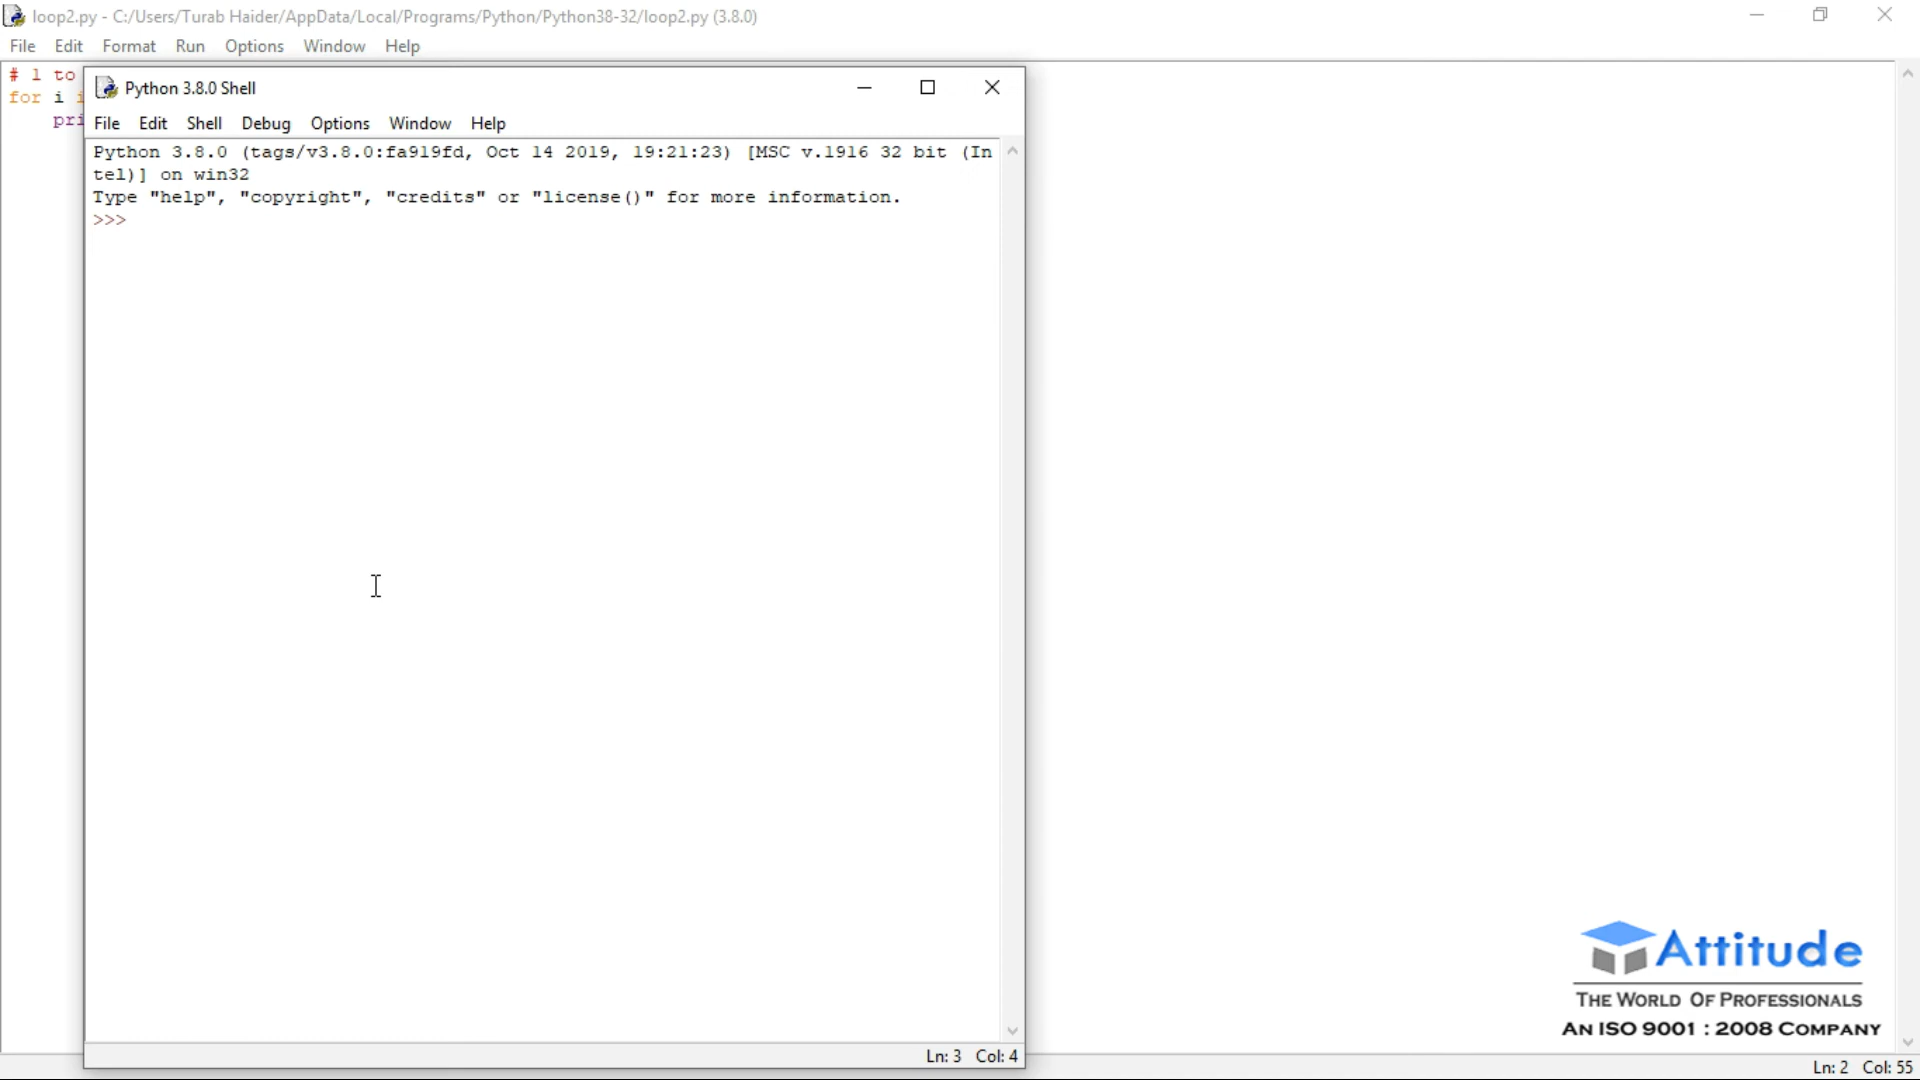 loop2.py - C:/Users/Turab Haider/AppData/Local/Programs/Python/Python38-32/loop2.py (3.8.0)
File Edit Format Run Options Window Help
# 1 to
for i i
pri
Python 3.8.0 Shell
File Edit Shell Debug Options Window Help
Python 3.8.0 (tags/v3.8.0:fa919fd, Oct 14 2019, 19:21:23) [MSC v.1916 32 bit (In
tel)] on win32
Type "help", "copyright", "credits" or "license()" for more information.
>>>
Attitude
THE WORLD OF PROFESSIONALS
AN ISO 9001 : 2008 COMPANY
Ln: 3 Col: 4
Ln: 2 Col: 55